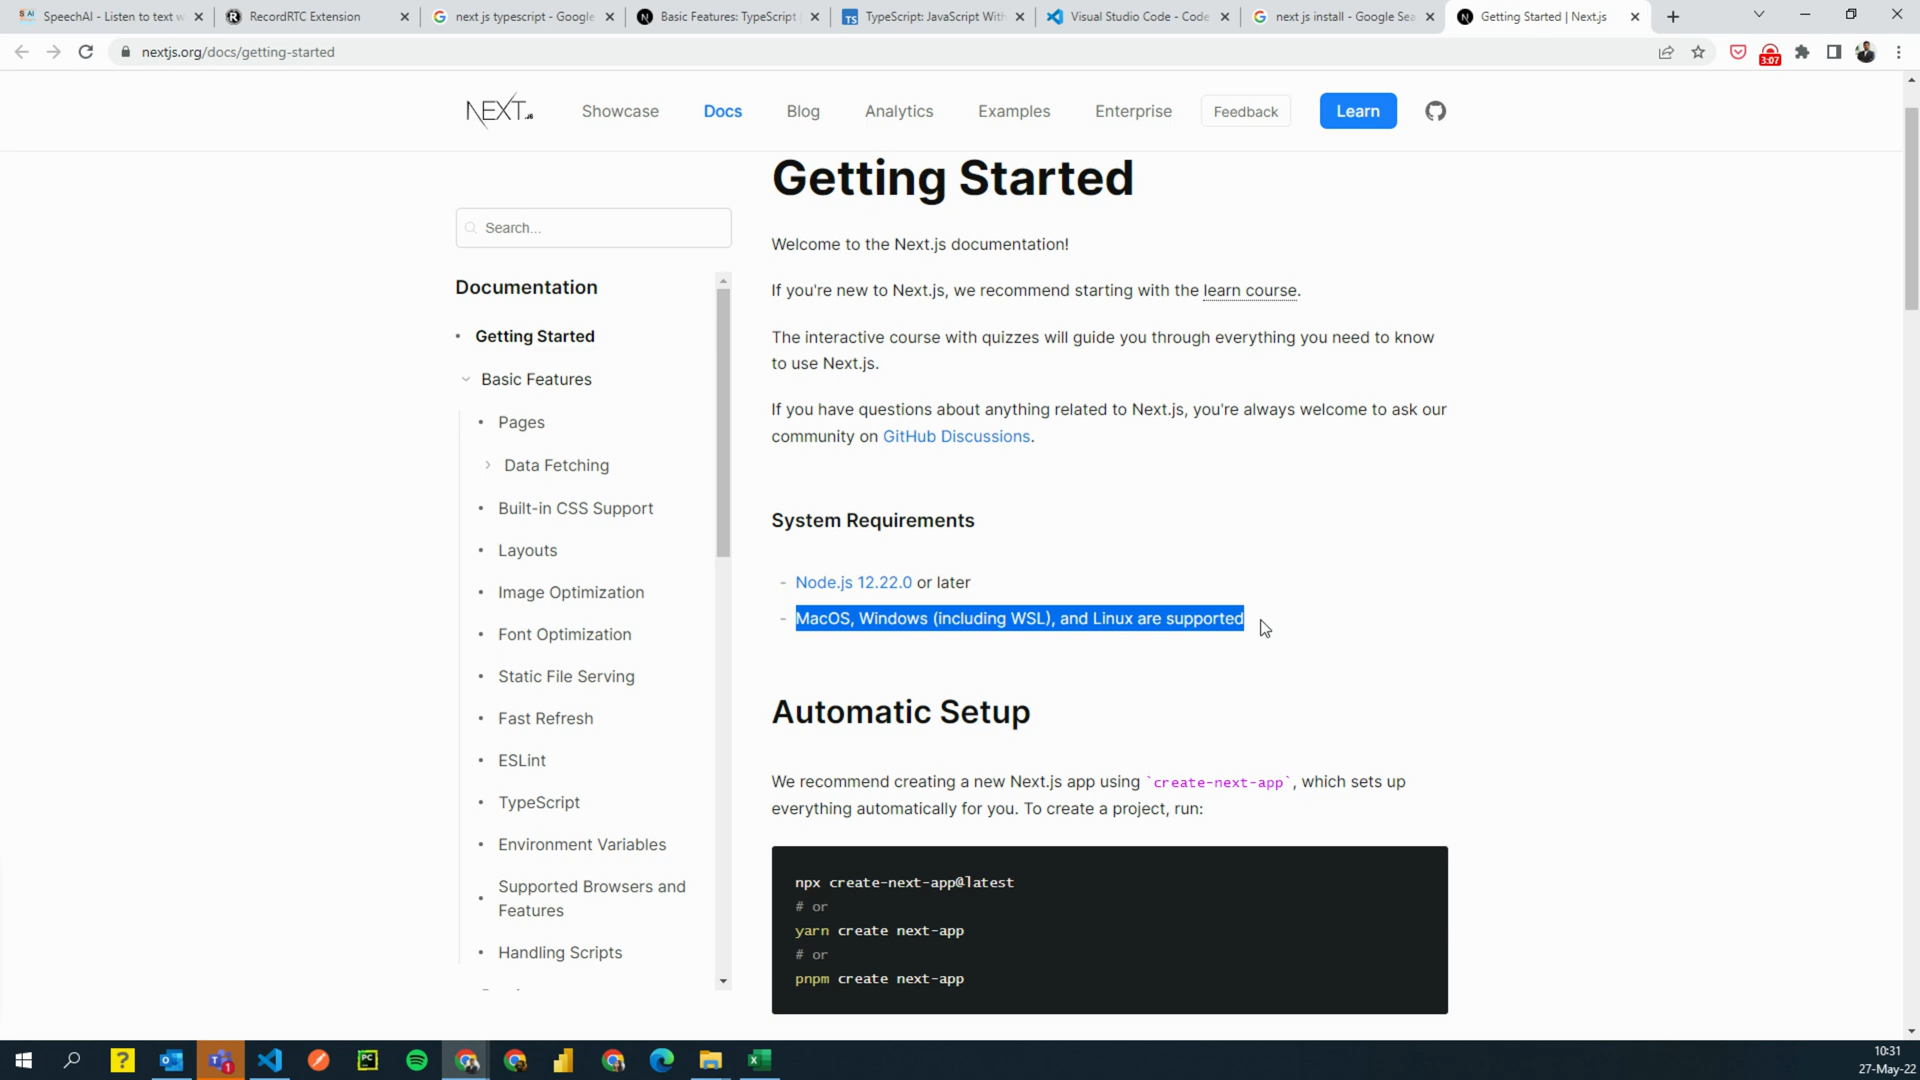 SpeechAI - Listen to text w
RecordRTC Extension
next js typescript - Google
Basic Features: TypeScript
TypeScript: JavaScript With
Visual Studio Code - Code
next js install - Google Sea
Getting Started | Next.js
nextjs.org/docs/getting-started
3:07
NEXT.JS
Showcase
Docs
Blog
Analytics
Examples
Enterprise
Feedback
Learn
Search...
Documentation
Getting Started
Basic Features
Pages
Data Fetching
Built-in CSS Support
Layouts
Image Optimization
Font Optimization
Static File Serving
Fast Refresh
ESLint
TypeScript
Environment Variables
Supported Browsers and
Features
Handling Scripts
Getting Started
Welcome to the Next.js documentation!
If you're new to Next.js, we recommend starting with the learn course.
The interactive course with quizzes will guide you through everything you need to know
to use Next.js.
If you have questions about anything related to Next.js, you're always welcome to ask our
community on GitHub Discussions.
System Requirements
- Node.js 12.22.0 or later
- MacOS, Windows (including WSL), and Linux are supported
Automatic Setup
We recommend creating a new Next.js app using `create-next-app`, which sets up
everything automatically for you. To create a project, run:
npx create-next-app@latest
# or
yarn create next-app
# or
pnpm create next-app
10:31
27-May-22